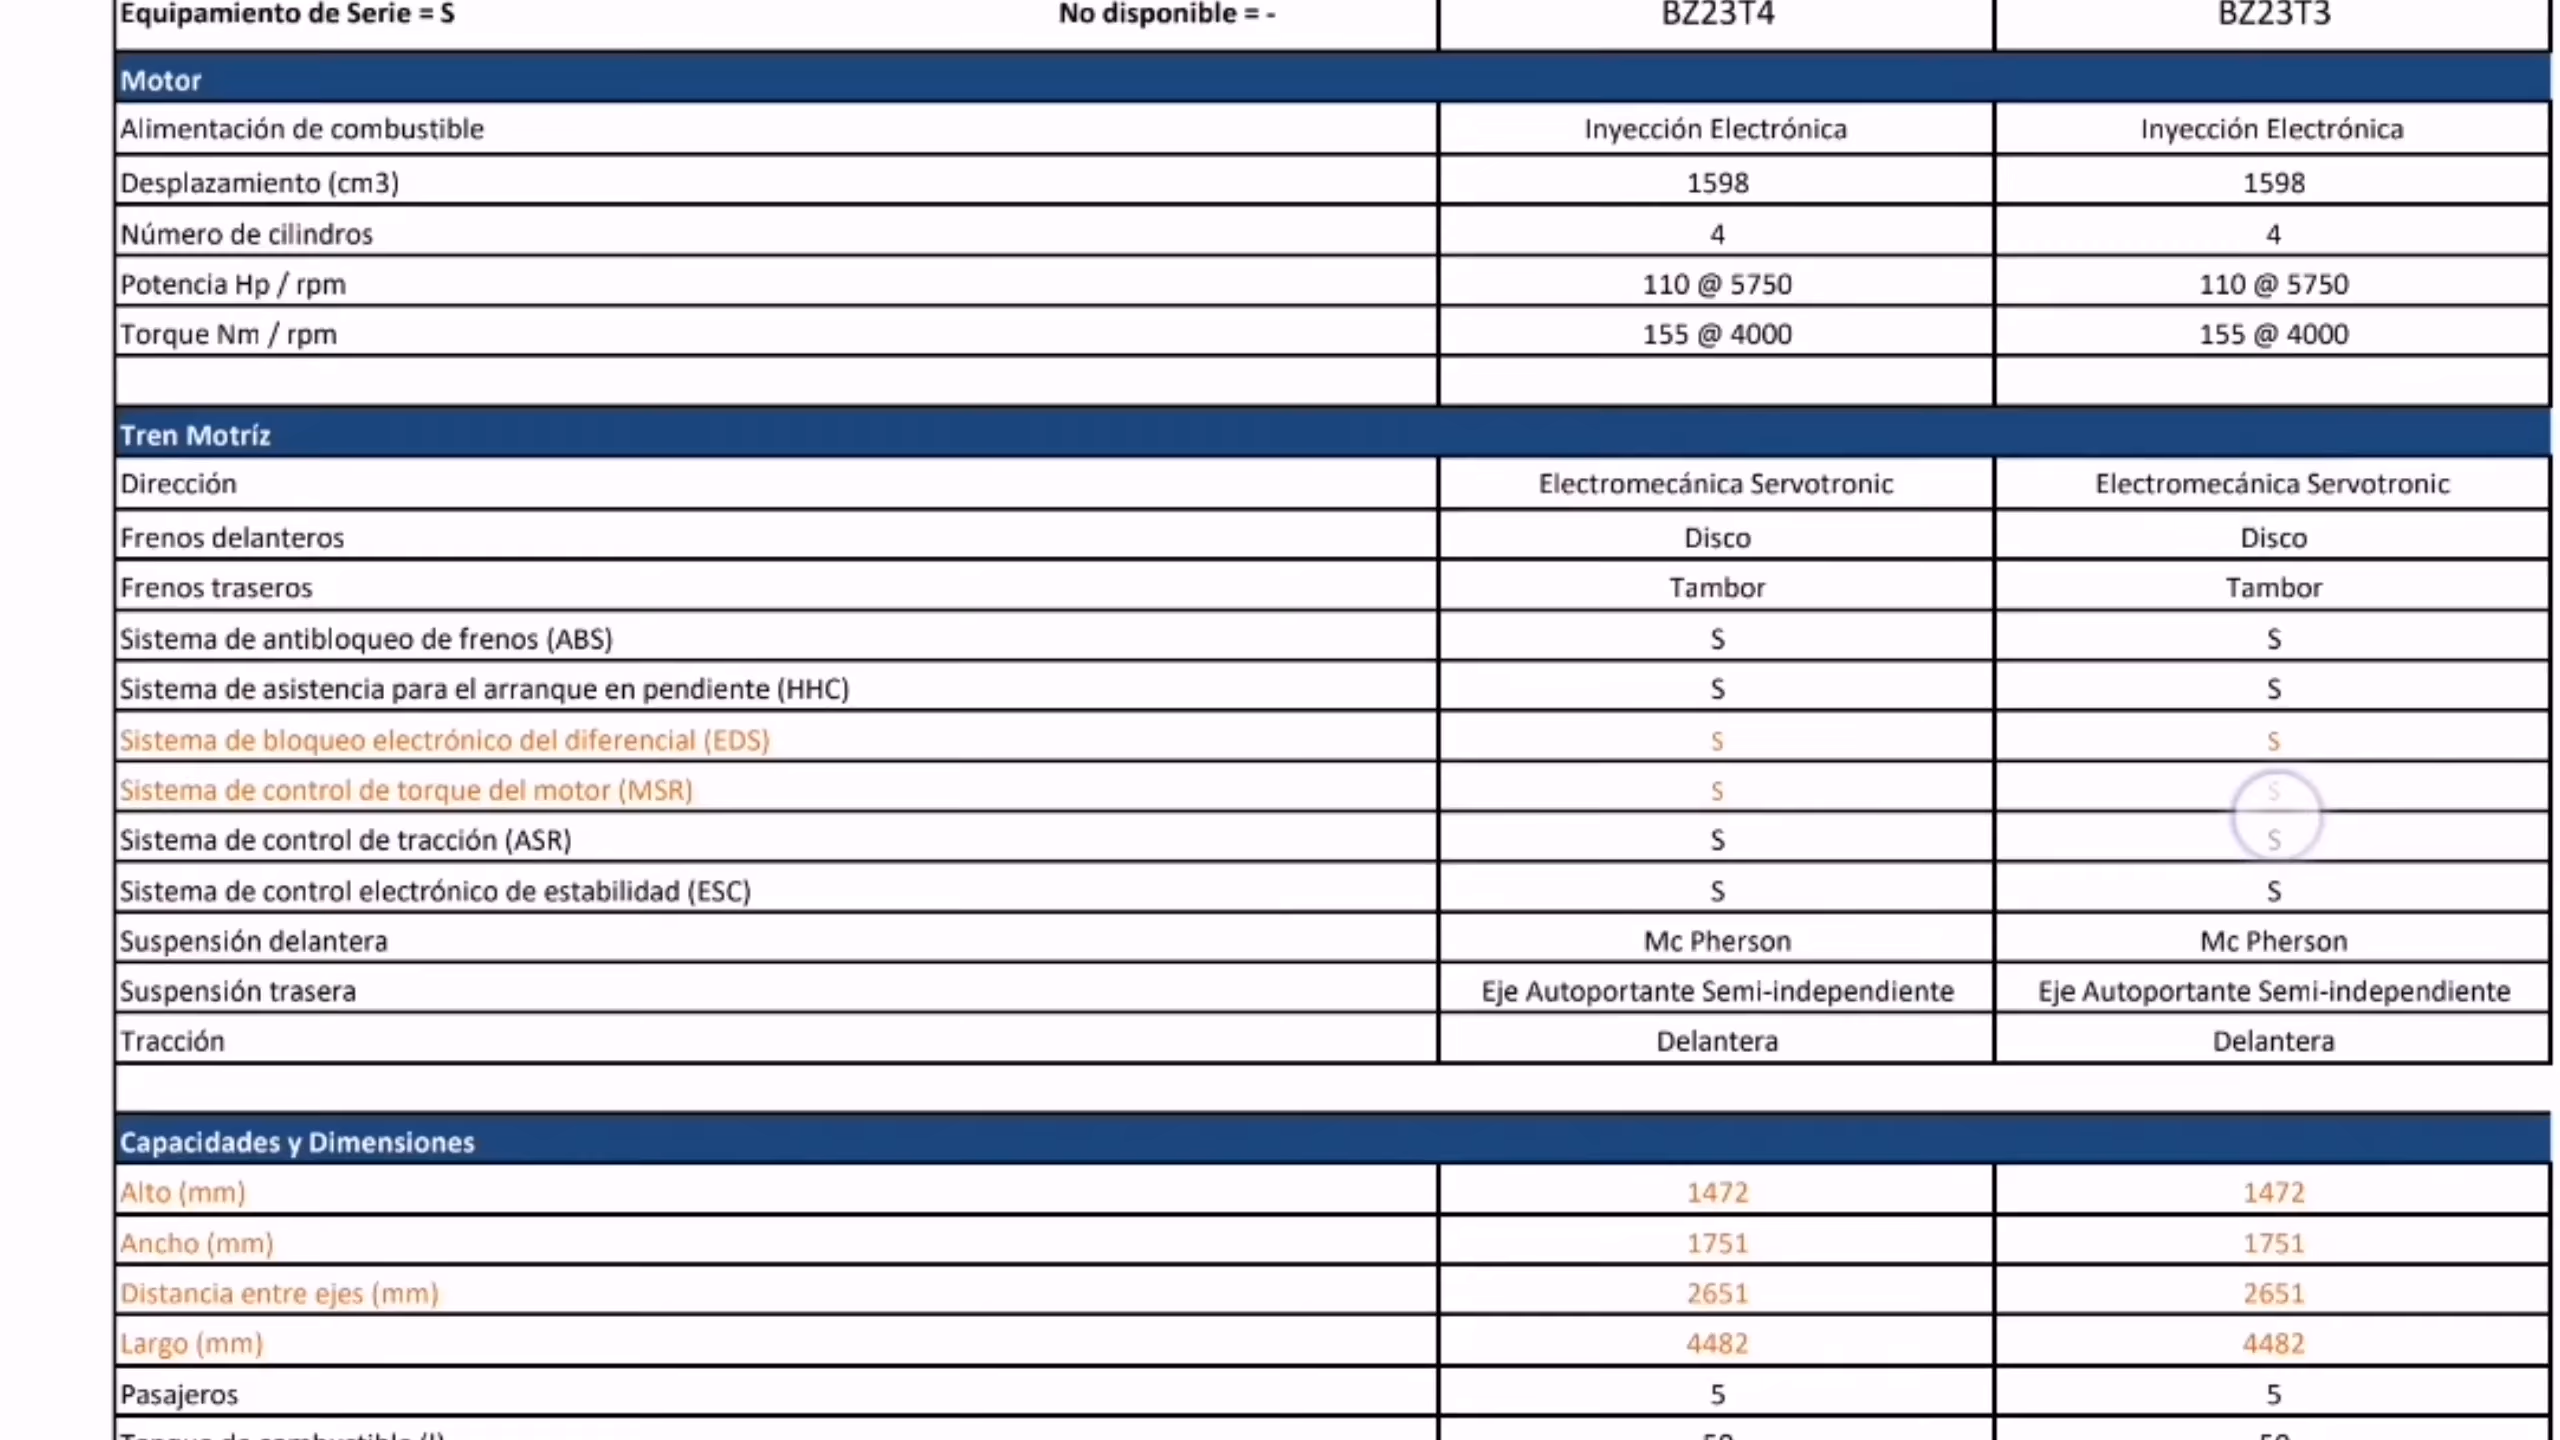 Equipamiento de Serie = S No disponible = - BZ23T4 BZ23T3
Motor
Alimentación de combustible Inyección Electrónica Inyección Electrónica
Desplazamiento (cm3) 1598 1598
Número de cilindros 4 4
Potencia Hp / rpm 110 @ 5750 110 @ 5750
Torque Nm / rpm 155 @ 4000 155 @ 4000
Tren Motríz
Dirección Electromecánica Servotronic Electromecánica Servotronic
Frenos delanteros Disco Disco
Frenos traseros Tambor Tambor
Sistema de antibloqueo de frenos (ABS) S S
Sistema de asistencia para el arranque en pendiente (HHC) S S
Sistema de bloqueo electrónico del diferencial (EDS) S S
Sistema de control de torque del motor (MSR) S S
Sistema de control de tracción (ASR) S S
Sistema de control electrónico de estabilidad (ESC) S S
Suspensión delantera Mc Pherson Mc Pherson
Suspensión trasera Eje Autoportante Semi-independiente Eje Autoportante Semi-independiente
Tracción Delantera Delantera
Capacidades y Dimensiones
Alto (mm) 1472 1472
Ancho (mm) 1751 1751
Distancia entre ejes (mm) 2651 2651
Largo (mm) 4482 4482
Pasajeros 5 5